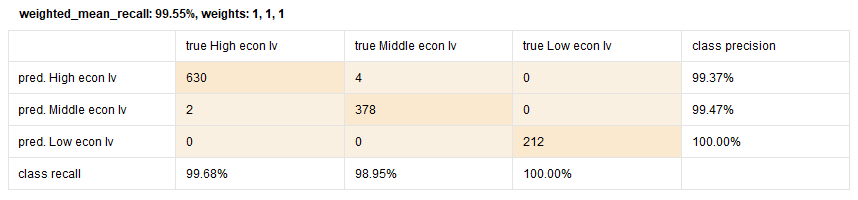 weighted_mean_recall: 99.55%, weights: 1, 1, 1
true High econ lv true Middle econ lv true Low econ lv class precision
pred. High econ lv 630 4 0 99.37%
pred. Middle econ lv 2 378 0 99.47%
pred. Low econ lv 0 0 212 100.00%
class recall 99.68% 98.95% 100.00%